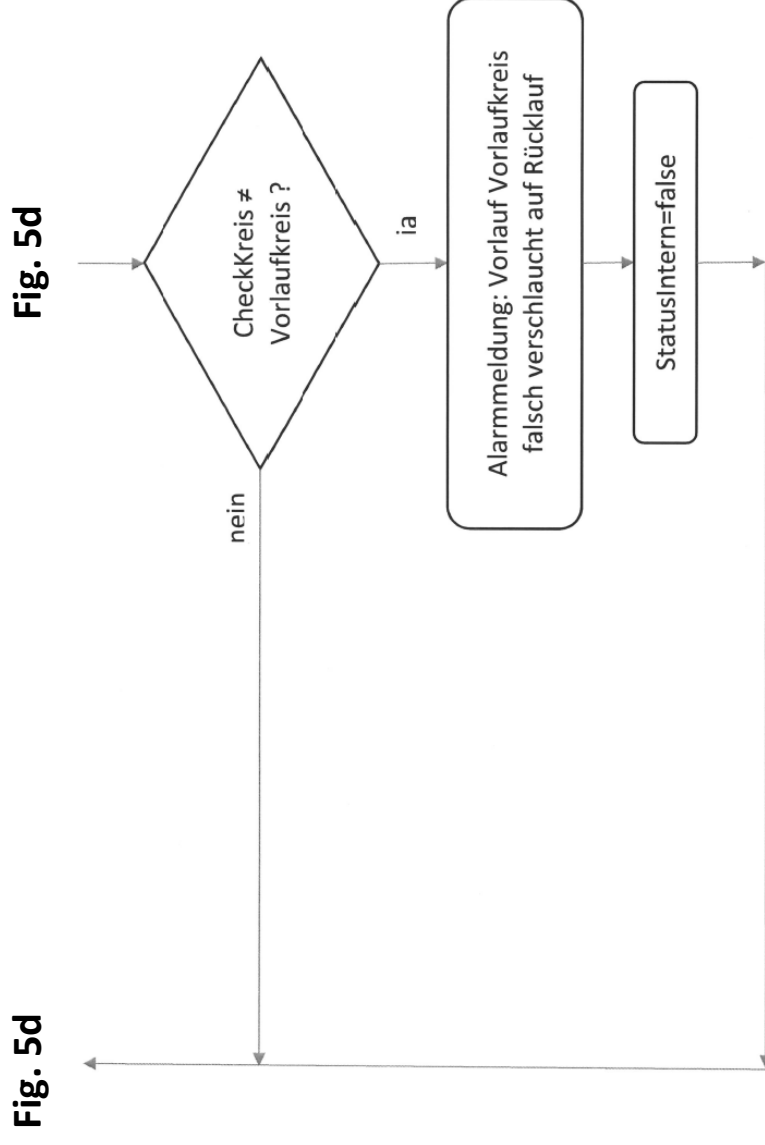 Fig. 5d
Fig. 5d
CheckKreis ≠
Vorlaufkreis ?
nein
ia
Alarmmeldung: Vorlauf Vorlaufkreis
falsch verschlaucht auf Rücklauf
StatusIntern=false